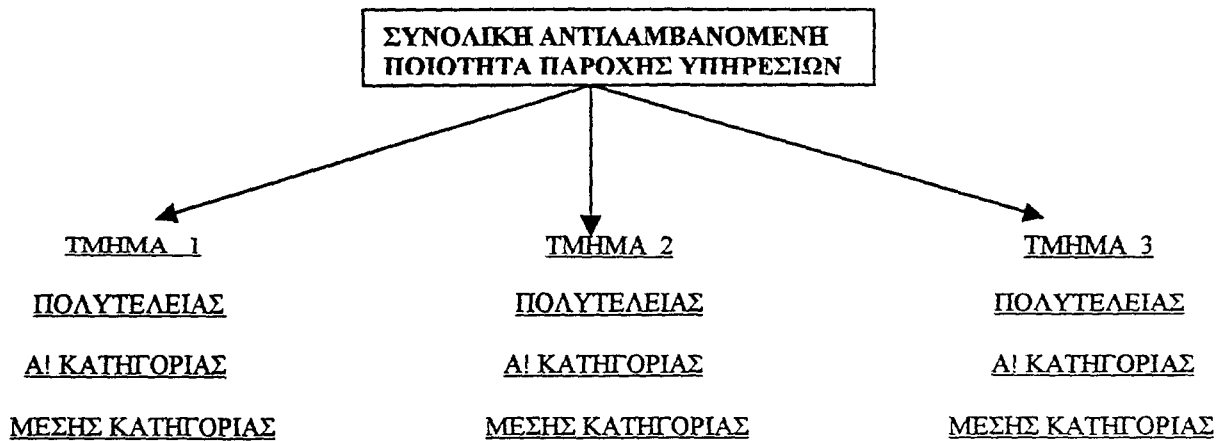 ΣΥΝΟΛΙΚΗ ΑΝΤΙΛΑΜΒΑΝΟΜΕΝΗ
ΠΟΙΟΤΗΤΑ ΠΑΡΟΧΗΣ ΥΠΗΡΕΣΙΩΝ
ΤΜΗΜΑ 1 ΤΜΗΜΑ 2 ΤΜΗΜΑ 3
ΠΟΛΥΤΕΛΕΙΑΣ ΠΟΛΥΤΕΛΕΙΑΣ ΠΟΛΥΤΕΛΕΙΑΣ
Α! ΚΑΤΗΓΟΡΙΑΣ Α! ΚΑΤΗΓΟΡΙΑΣ Α! ΚΑΤΗΓΟΡΙΑΣ
ΜΕΣΗΣ ΚΑΤΗΓΟΡΙΑΣ ΜΕΣΗΣ ΚΑΤΗΓΟΡΙΑΣ ΜΕΣΗΣ ΚΑΤΗΓΟΡΙΑΣ